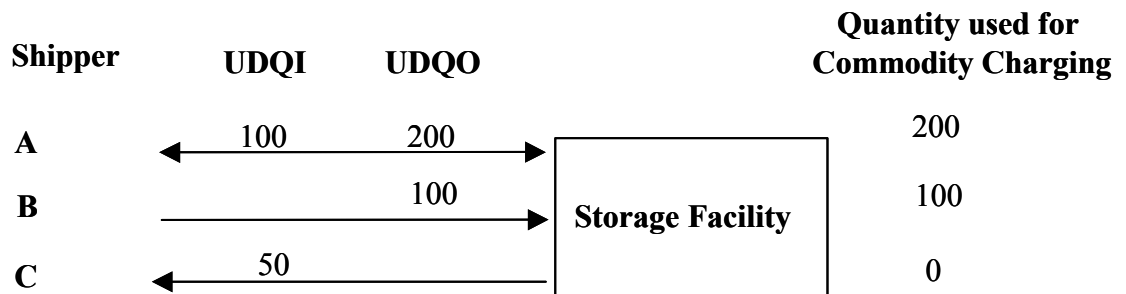 Shipper UDQI UDQO Quantity used for
Commodity Charging
A 100 200 200
B 100 Storage Facility 100
C 50 0